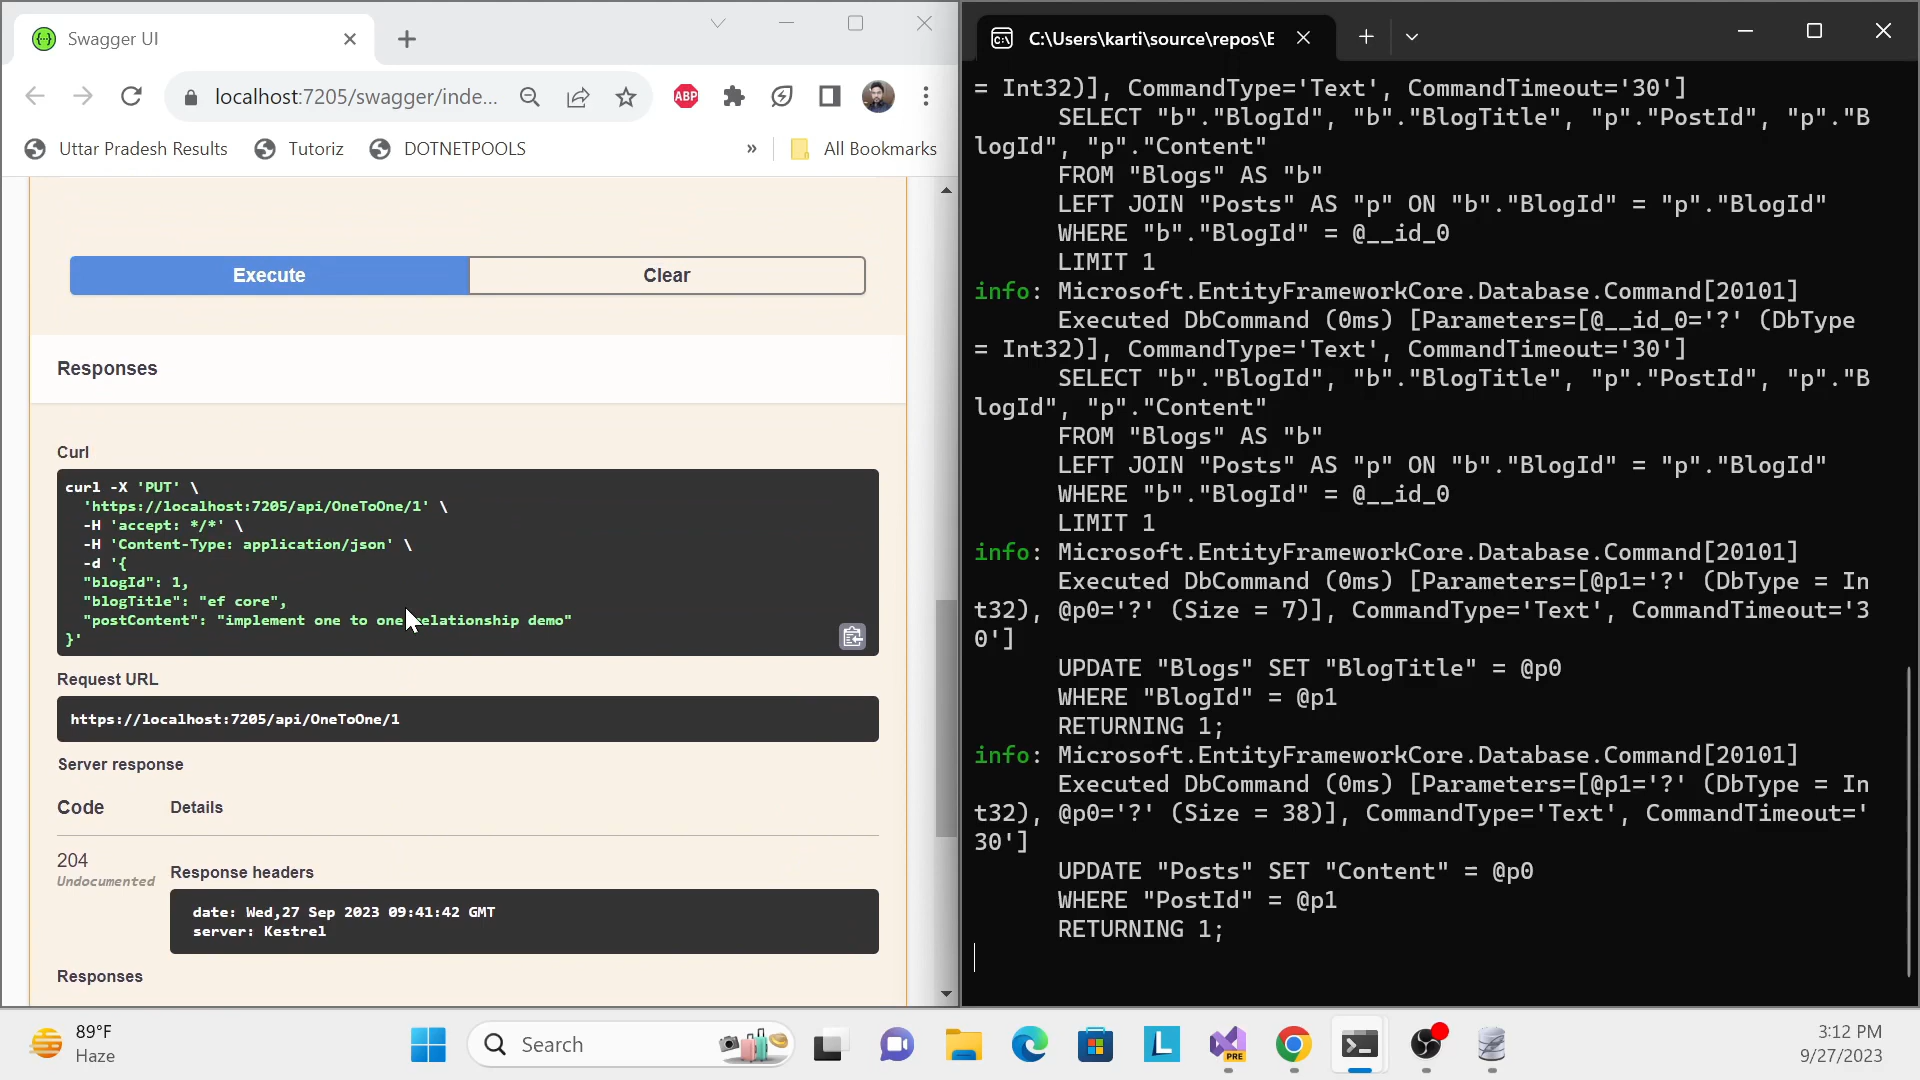 Swagger UI
localhost:7205/swagger/inde...
ABP
Uttar Pradesh Results
Tutoriz
DOTNETPOOLS
»
All Bookmarks
Execute
Clear
Responses
Curl
curl -X 'PUT' \
'https://localhost:7205/api/OneToOne/1' \
-H 'accept: */*' \
-H 'Content-Type: application/json' \
-d '{
"blogId": 1,
"blogTitle": "ef core",
"postContent": "implement one to one relationship demo"
}'
Request URL
https://localhost:7205/api/OneToOne/1
Server response
Code Details
204
Undocumented
Response headers
date: Wed,27 Sep 2023 09:41:42 GMT
server: Kestrel
Responses
C:\Users\karti\source\repos\E
= Int32)], CommandType='Text', CommandTimeout='30']
SELECT "b"."BlogId", "b"."BlogTitle", "p"."PostId", "p"."B
logId", "p"."Content"
FROM "Blogs" AS "b"
LEFT JOIN "Posts" AS "p" ON "b"."BlogId" = "p"."BlogId"
WHERE "b"."BlogId" = @__id_0
LIMIT 1
info: Microsoft.EntityFrameworkCore.Database.Command[20101]
Executed DbCommand (0ms) [Parameters=[@__id_0='?' (DbType
= Int32)], CommandType='Text', CommandTimeout='30']
SELECT "b"."BlogId", "b"."BlogTitle", "p"."PostId", "p"."B
logId", "p"."Content"
FROM "Blogs" AS "b"
LEFT JOIN "Posts" AS "p" ON "b"."BlogId" = "p"."BlogId"
WHERE "b"."BlogId" = @__id_0
LIMIT 1
info: Microsoft.EntityFrameworkCore.Database.Command[20101]
Executed DbCommand (0ms) [Parameters=[@p1='?' (DbType = In
t32), @p0='?' (Size = 7)], CommandType='Text', CommandTimeout='3
0']
UPDATE "Blogs" SET "BlogTitle" = @p0
WHERE "BlogId" = @p1
RETURNING 1;
info: Microsoft.EntityFrameworkCore.Database.Command[20101]
Executed DbCommand (0ms) [Parameters=[@p1='?' (DbType = In
t32), @p0='?' (Size = 38)], CommandType='Text', CommandTimeout='
30']
UPDATE "Posts" SET "Content" = @p0
WHERE "PostId" = @p1
RETURNING 1;
89°F
Haze
Search
L
PRE
3:12 PM
9/27/2023